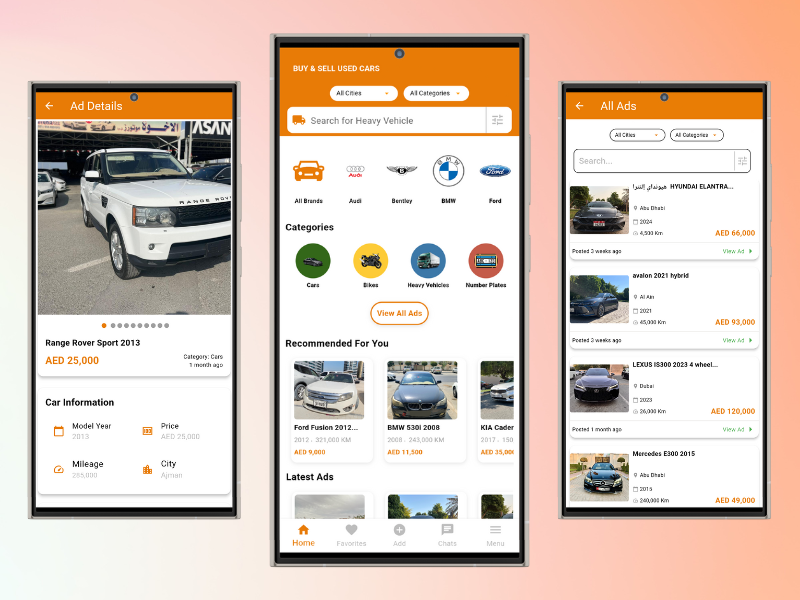 Ad Details
ASAN
RANGE ROVER
Range Rover Sport 2013
AED 25,000
Category: Cars
1 month ago
Car Information
Model Year
2013
Price
AED 25,000
Mileage
255,000
City
Ajman
BUY & SELL USED CARS
All Cities
All Categories
Search for Heavy Vehicle
Audi
BMW
Ford
All Brands
Audi
Bentley
BMW
Ford
Categories
Cars
Bikes
Heavy Vehicles
Number Plates
View All Ads
Recommended For You
Ford Fusion 2012...
2012 - 321,000 KM
AED 9,000
BMW 530i 2008
2008 - 243,000 KM
AED 11,500
KIA Caden
2017 - 150
AED 35,000
Latest Ads
Home
Favorites
Add
Chats
Menu
All Ads
All Cities
All Categories
Search...
هيونداي إلنترا HYUNDAI ELANTRA...
Abu Dhabi
2024
4,500 Km
AED 66,000
Posted 3 weeks ago
View Ad
avalon 2021 hybrid
Al Ain
2021
45,000 Km
AED 93,000
Posted 3 weeks ago
View Ad
LEXUS IS300 2023 4 wheel...
Dubai
2023
26,000 Km
AED 120,000
Posted 1 month ago
View Ad
Mercedes E300 2015
Abu Dhabi
2015
240,000 Km
AED 49,000